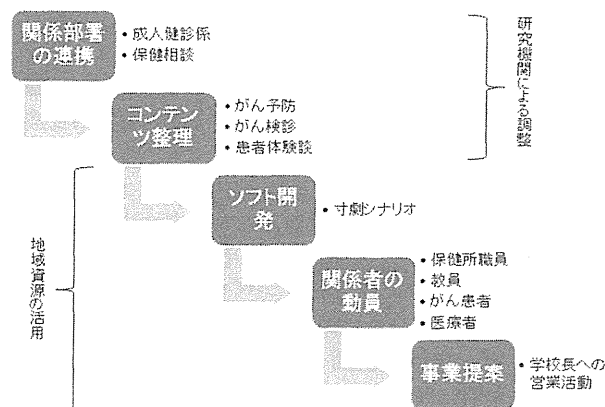 関係部署
の連携
• 成人健診係
• 保健相談
研究機関による調整
コンテン
ツ整理
• がん予防
• がん検診
• 患者体験談
ソフト開
発
• 寸劇シナリオ
地域資源の活用
関係者の
動員
• 保健所職員
• 教員
• がん患者
• 医療者
事業提案
• 学校長への
営業活動